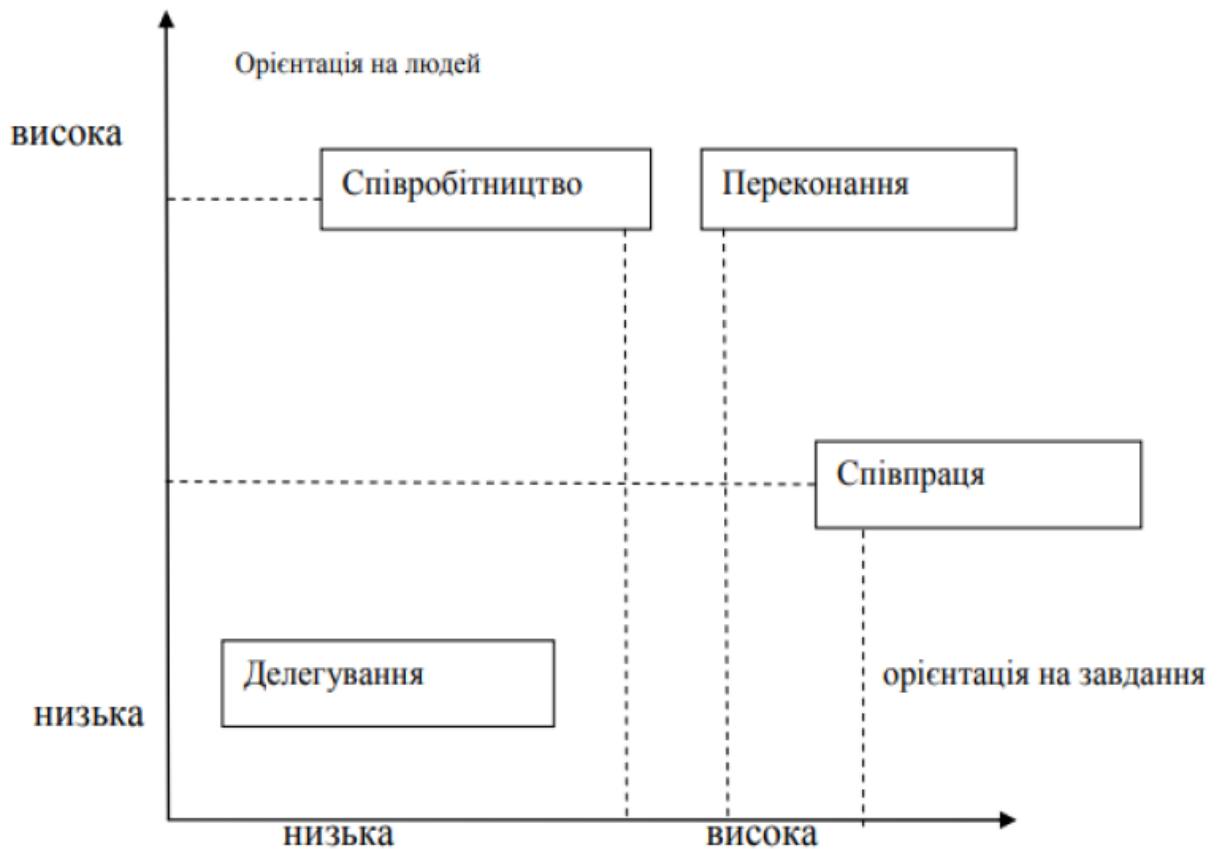 Орієнтація на людей
висока
Співробітництво
Переконання
Співпраця
Делегування
орієнтація на завдання
низька
низька
висока